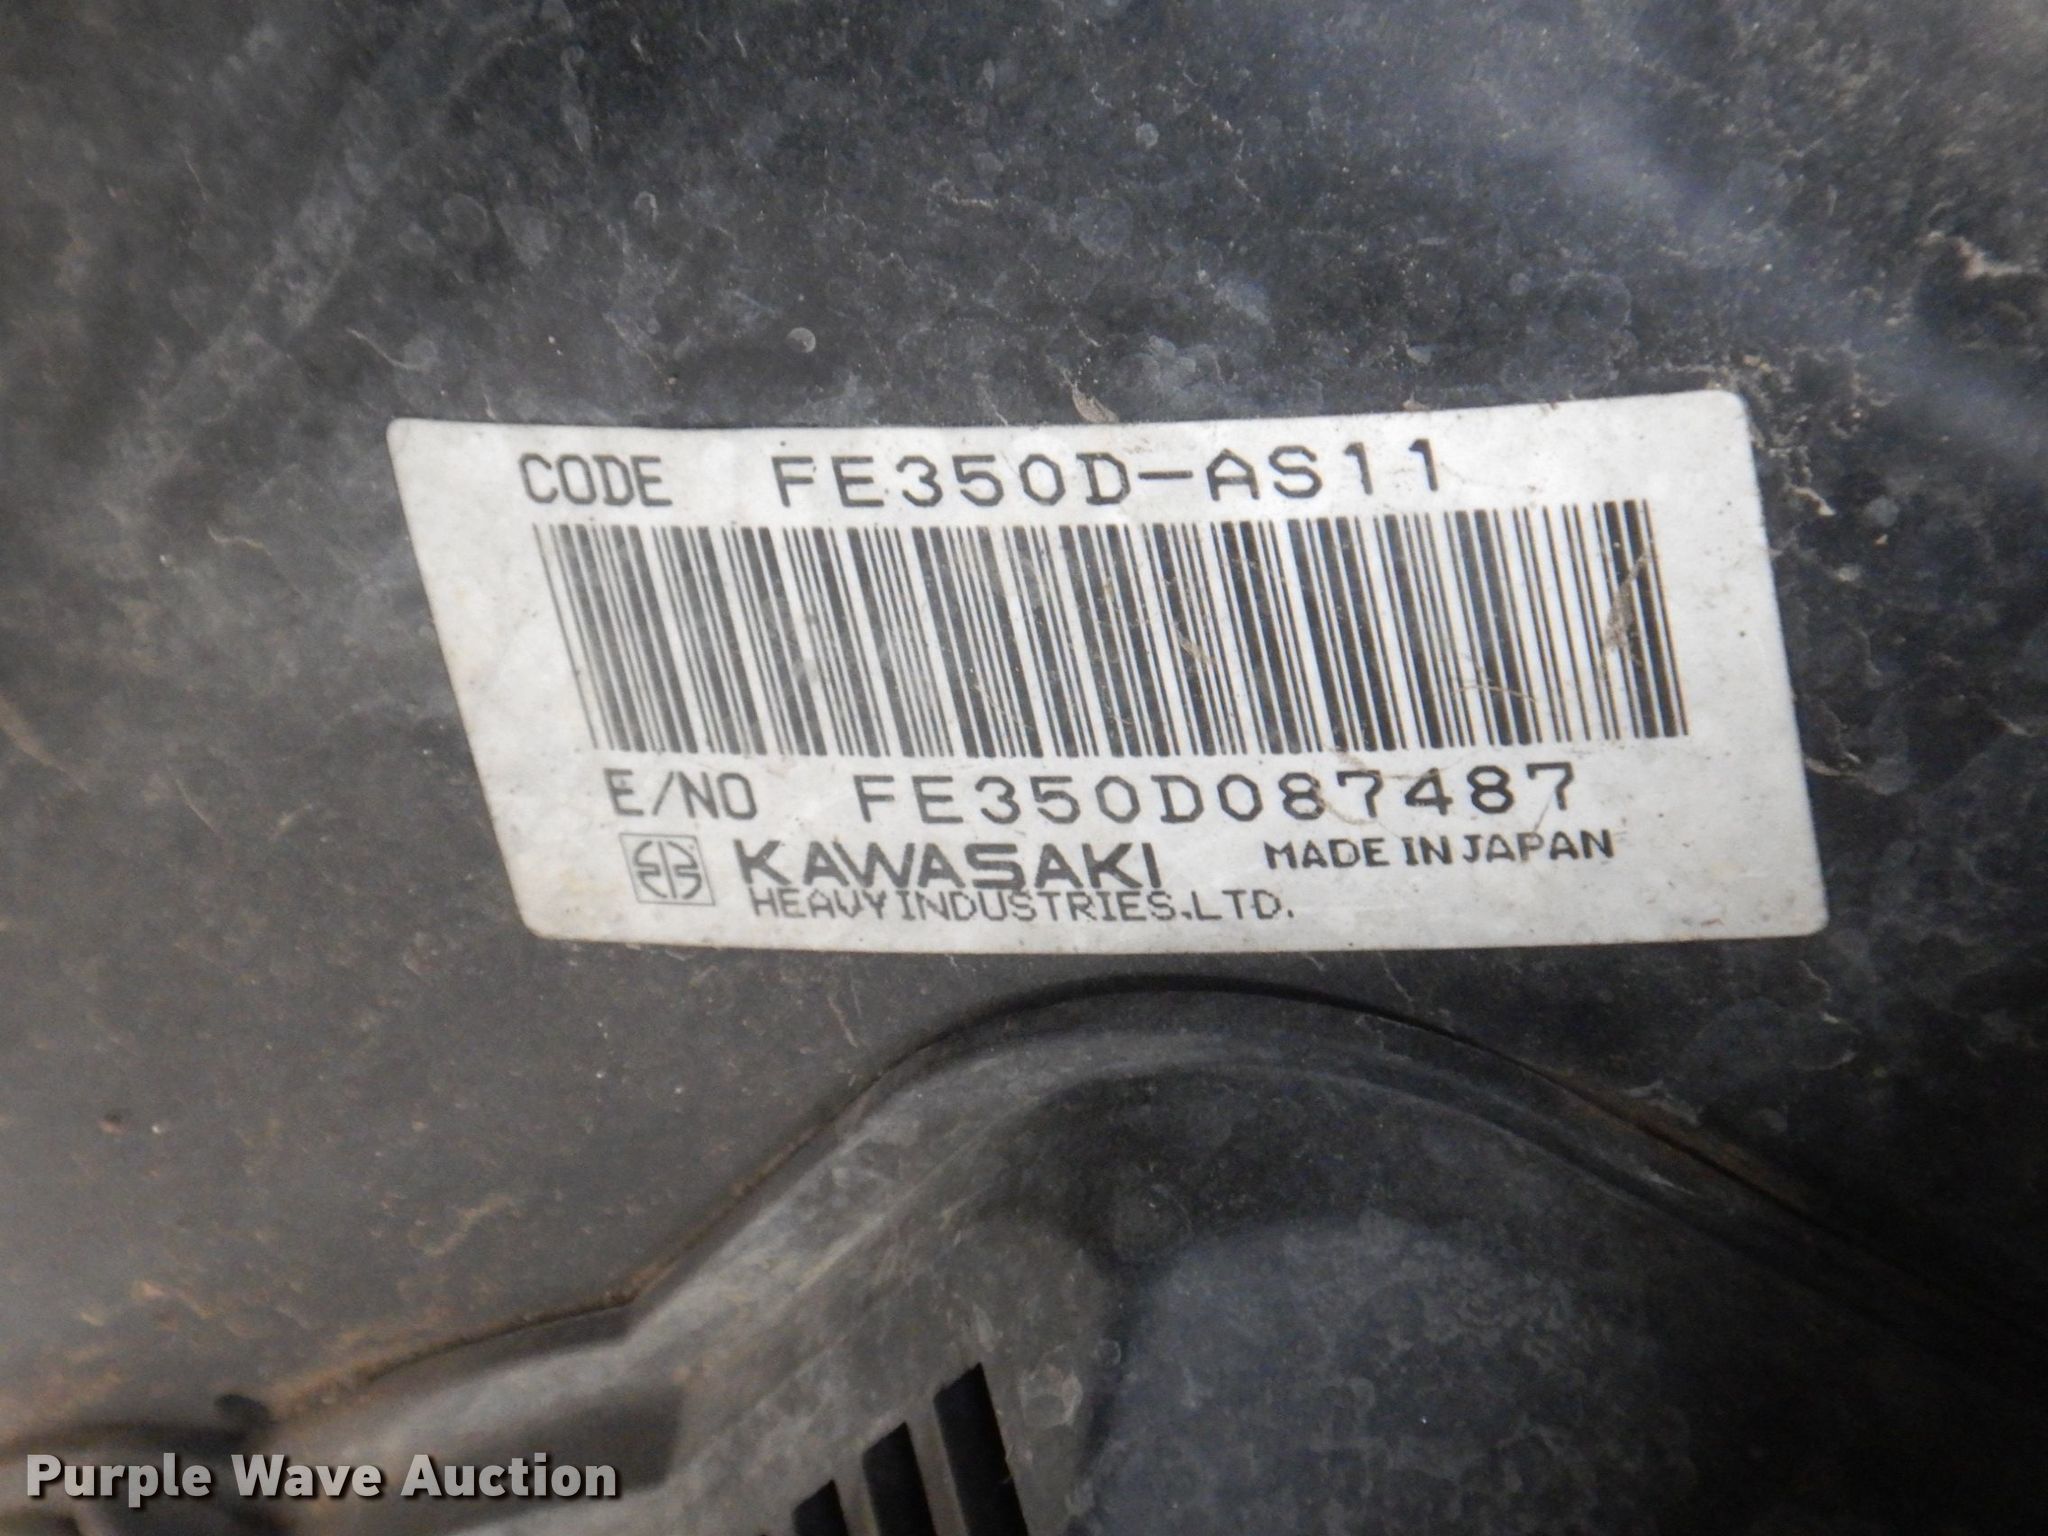 CODE FE350D-AS11
E/NO FE350D087487
KAWASAKI MADE IN JAPAN
HEAVY INDUSTRIES,LTD.
Purple Wave Auction